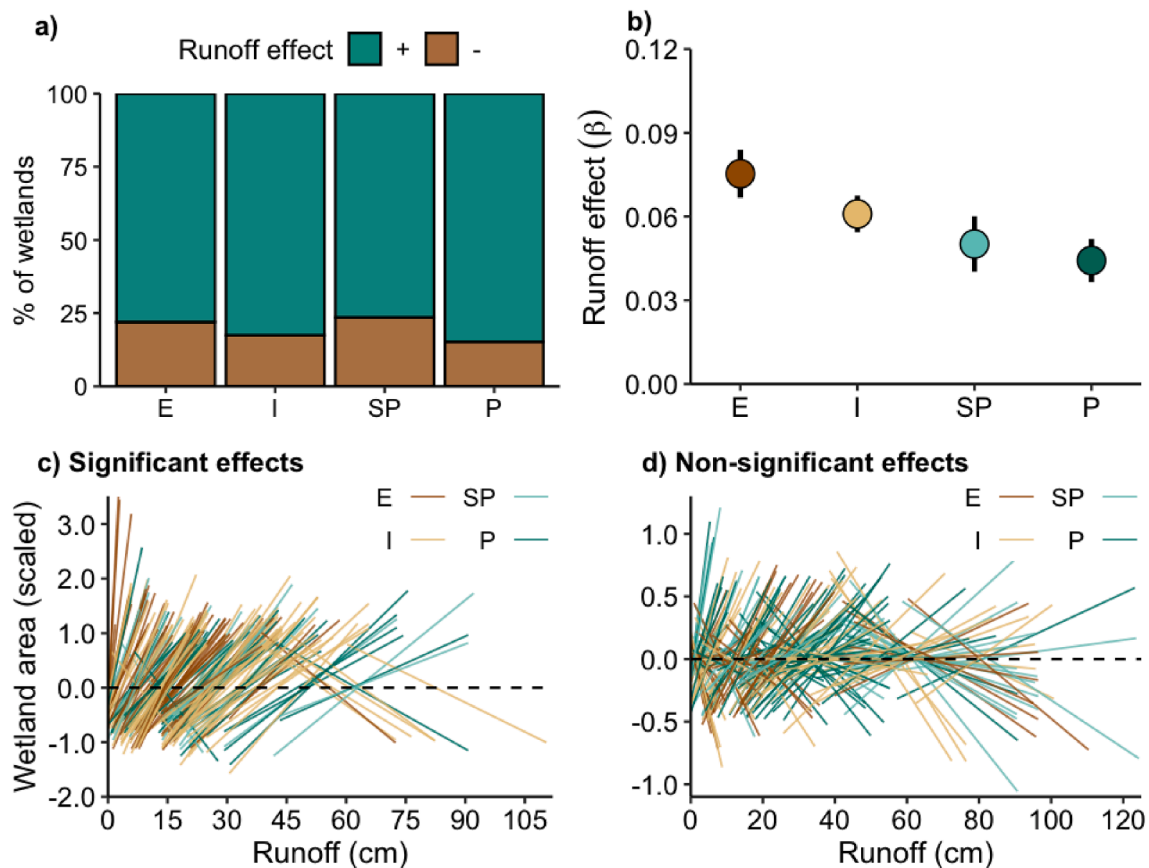 a)
Runoff effect + -
% of wetlands
100
75
50
25
0
E I SP P
b)
Runoff effect (β)
0.12
0.09
0.06
0.03
0.00
E I SP P
c) Significant effects
E SP
I P
Wetland area (scaled)
3.0
2.0
1.0
0.0
-1.0
-2.0
0 15 30 45 60 75 90 105
Runoff (cm)
d) Non-significant effects
E SP
I P
1.0
0.5
0.0
-0.5
-1.0
0 20 40 60 80 100 120
Runoff (cm)